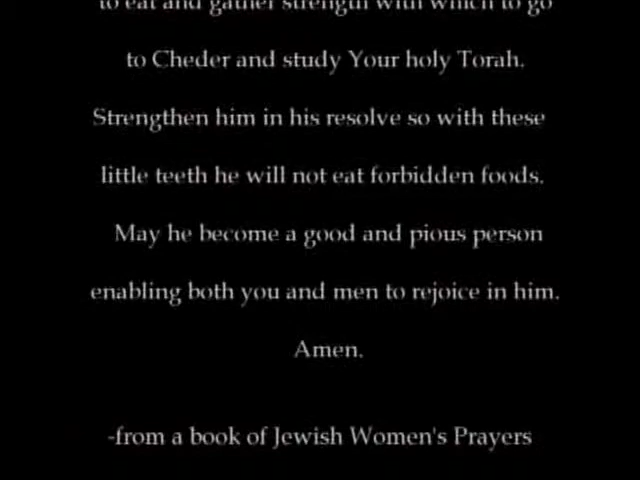 to eat and gather strength with which to go
to Cheder and study Your holy Torah.
Strengthen him in his resolve so with these
little teeth he will not eat forbidden foods.
May he become a good and pious person
enabling both you and men to rejoice in him.
Amen.
-from a book of Jewish Women's Prayers